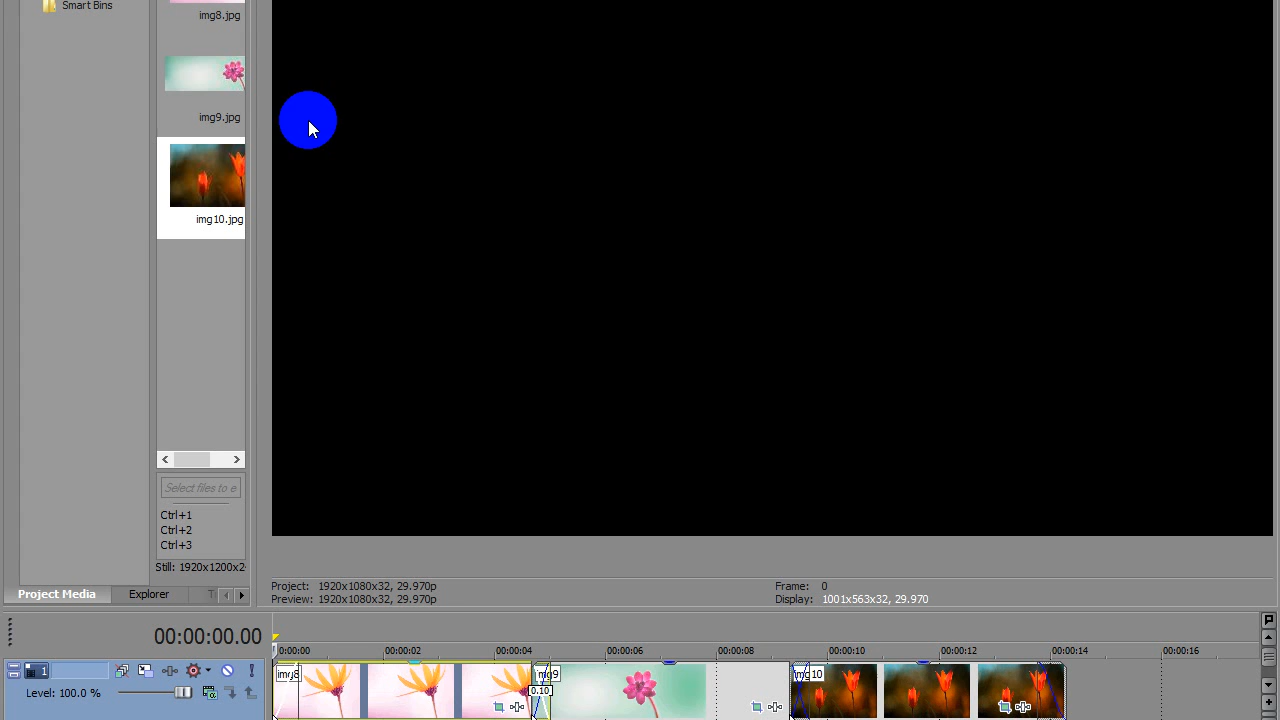 Smart Bins
img8.jpg
img9.jpg
img10.jpg
Select files to e
Ctrl+1
Ctrl+2
Ctrl+3
Still: 1920x1200x2
Project Media
Explorer
T
Project: 1920x1080x32, 29.970p
Preview: 1920x1080x32, 29.970p
Frame: 0
Display: 1001x563x32, 29.970
00:00:00.00
0:00:00
00:00:02
00:00:04
00:00:06
00:00:08
00:00:10
00:00:12
00:00:14
00:00:16
1
Level: 100.0 %
img8
img9
0.10
img10